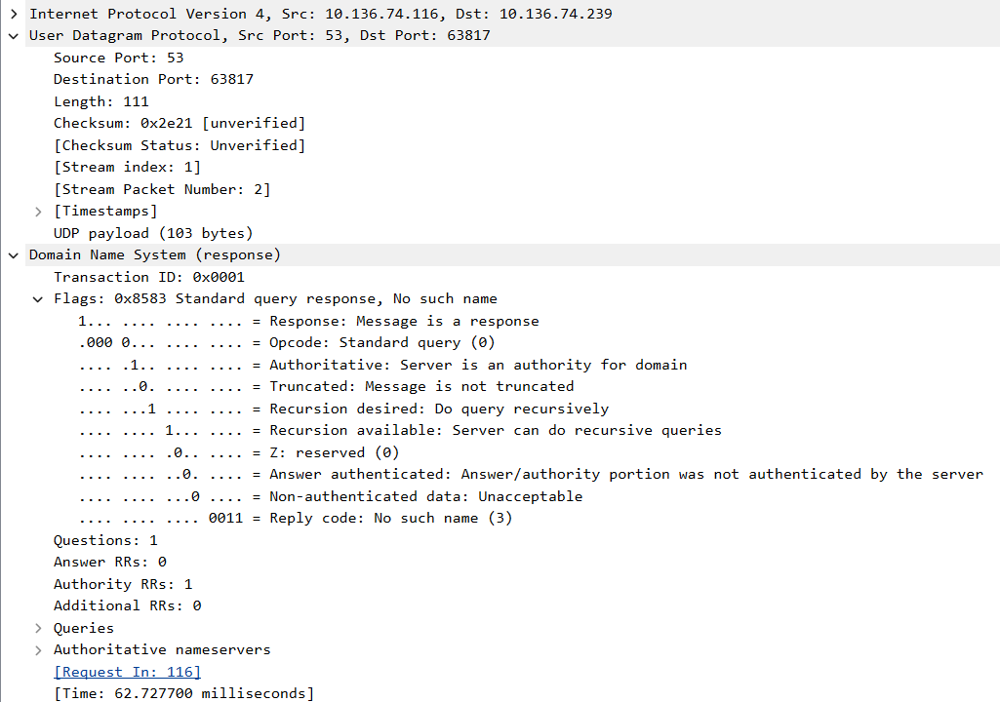 Internet Protocol Version 4, Src: 10.136.74.116, Dst: 10.136.74.239
User Datagram Protocol, Src Port: 53, Dst Port: 63817
Source Port: 53
Destination Port: 63817
Length: 111
Checksum: 0x2e21 [unverified]
[Checksum Status: Unverified]
[Stream index: 1]
[Stream Packet Number: 2]
[Timestamps]
UDP payload (103 bytes)
Domain Name System (response)
Transaction ID: 0x0001
Flags: 0x8583 Standard query response, No such name
1... .... .... .... = Response: Message is a response
.000 0... .... .... = Opcode: Standard query (0)
.... .1.. .... .... = Authoritative: Server is an authority for domain
.... ..0. .... .... = Truncated: Message is not truncated
.... ...1 .... .... = Recursion desired: Do query recursively
.... .... 1... .... = Recursion available: Server can do recursive queries
.... .... .0.. .... = Z: reserved (0)
.... .... ..0. .... = Answer authenticated: Answer/authority portion was not authenticated by the server
.... .... ...0 .... = Non-authenticated data: Unacceptable
.... .... .... 0011 = Reply code: No such name (3)
Questions: 1
Answer RRs: 0
Authority RRs: 1
Additional RRs: 0
Queries
Authoritative nameservers
[Request In: 116]
[Time: 62.727700 milliseconds]